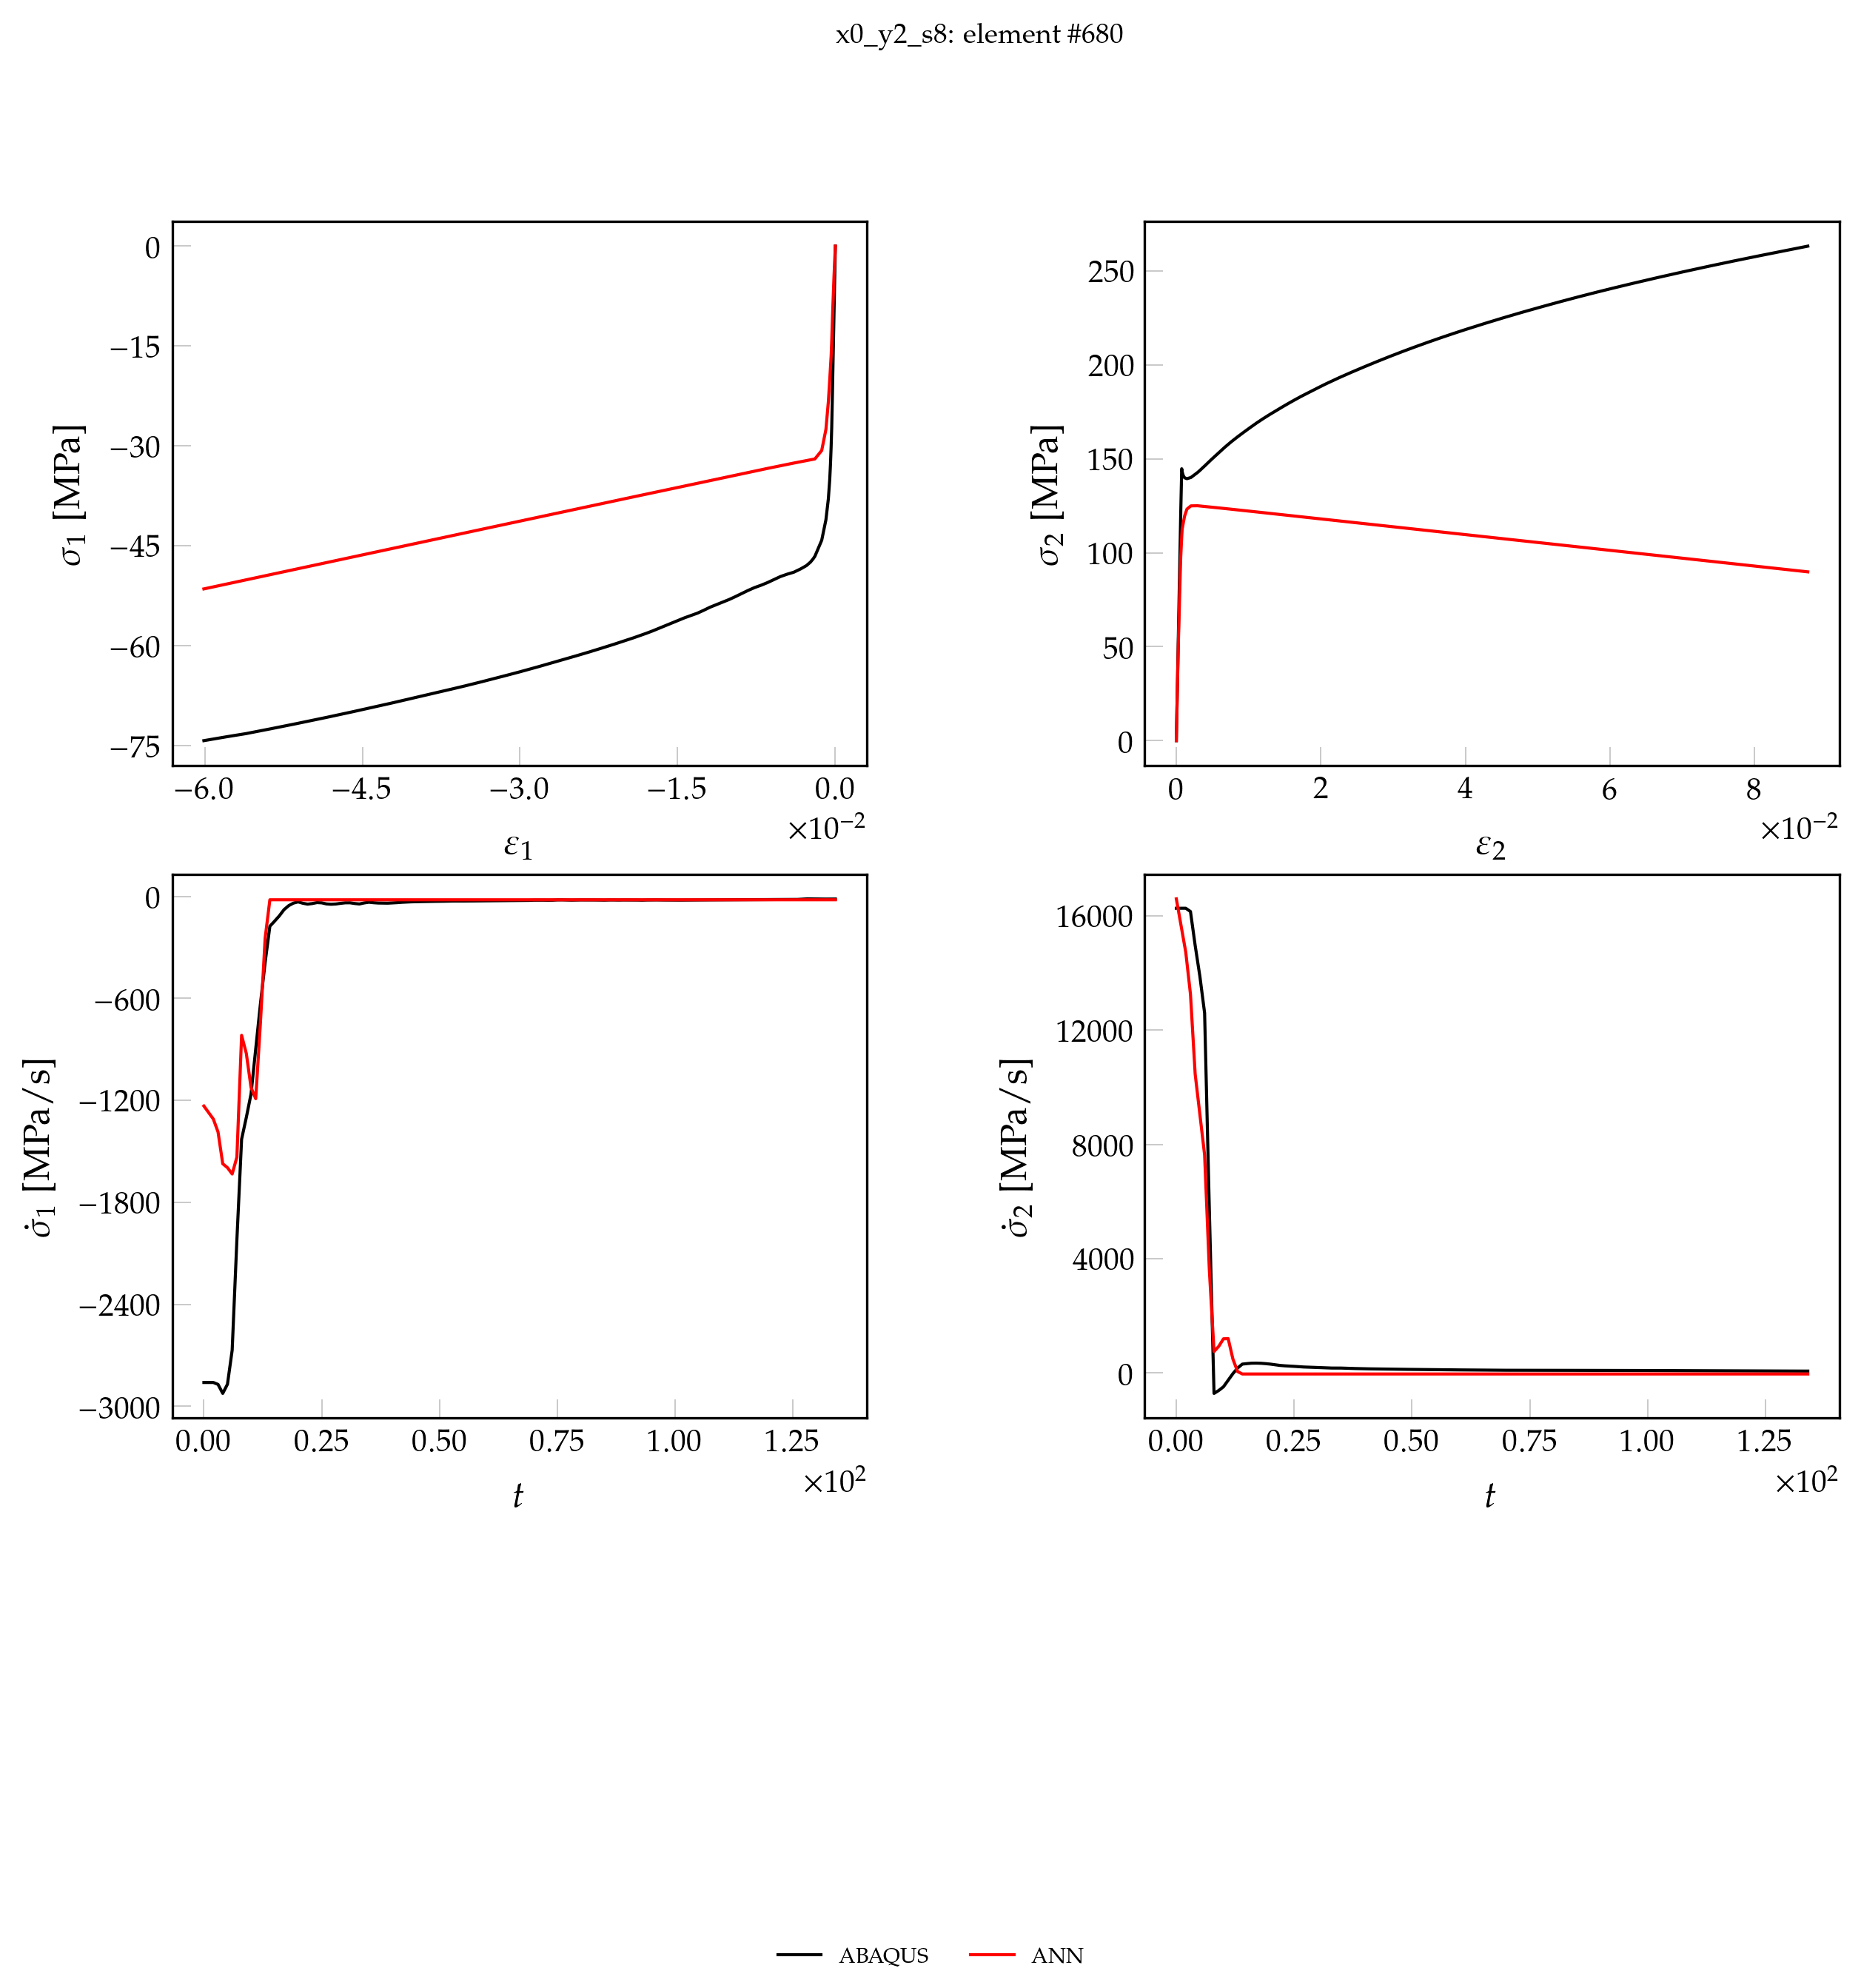 x0_y2_s8: element #680
0
−15
−30
−45
−60
−75
σ₁ [MPa]
−6.0 −4.5 −3.0 −1.5 0.0
×10⁻²
ε₁
250
200
150
100
50
0
σ₂ [MPa]
0 2 4 6 8
×10⁻²
ε₂
0
−600
−1200
−1800
−2400
−3000
σ̇₁ [MPa/s]
0.00 0.25 0.50 0.75 1.00 1.25
×10²
t
16000
12000
8000
4000
0
σ̇₂ [MPa/s]
0.00 0.25 0.50 0.75 1.00 1.25
×10²
t
ABAQUS ANN